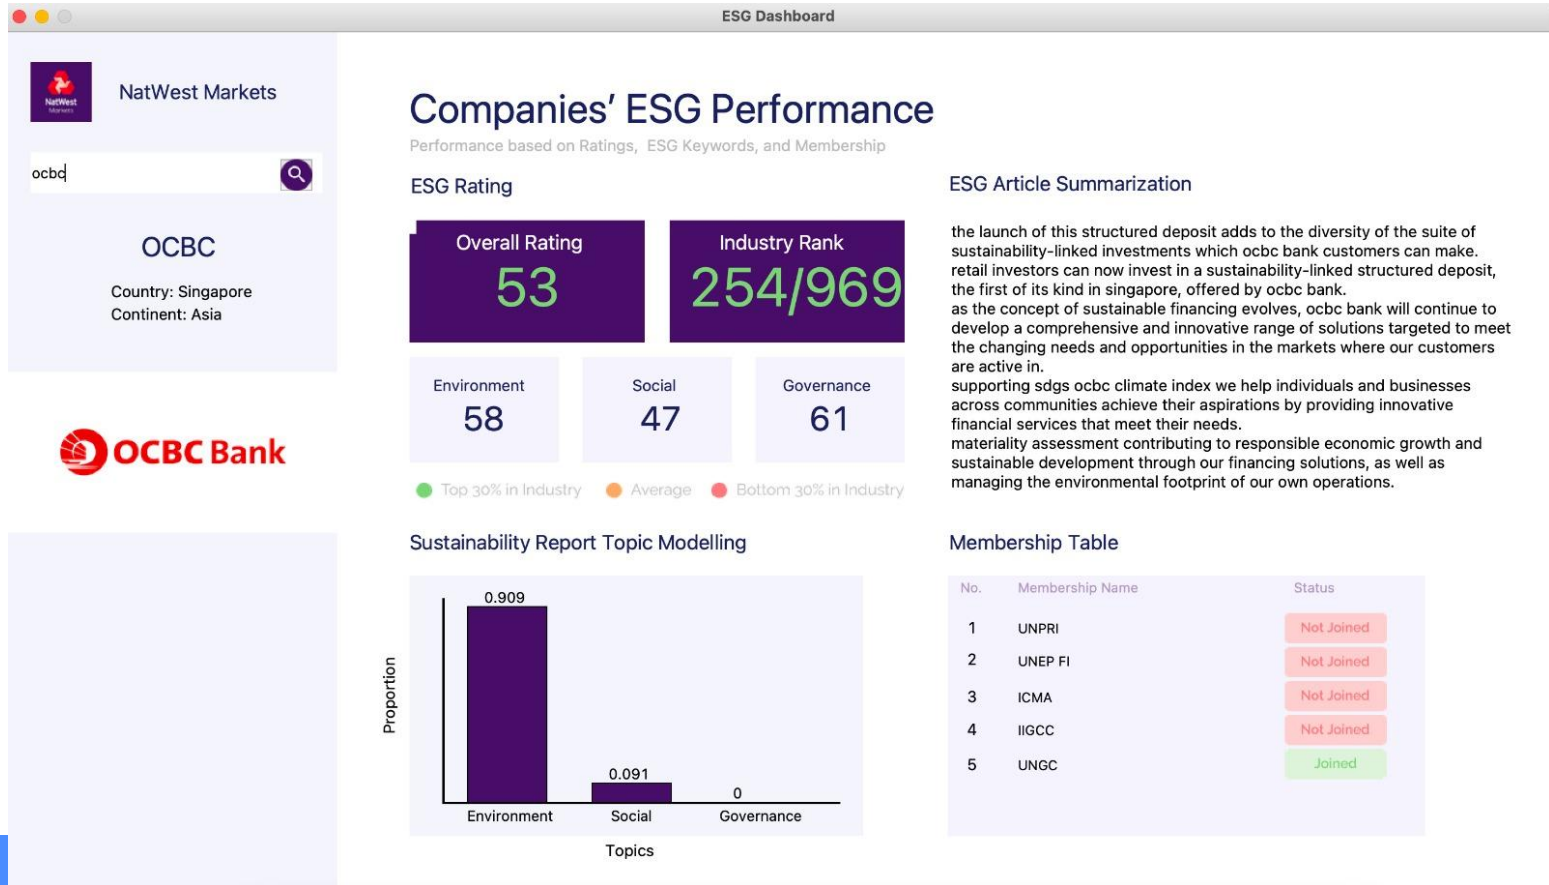 ESG Dashboard
NatWest
Markets
NatWest Markets
ocbc
OCBC
Country: Singapore
Continent: Asia
OCBC Bank
Companies' ESG Performance
Performance based on Ratings, ESG Keywords, and Membership
ESG Rating
Overall Rating
53
Industry Rank
254/969
Environment
58
Social
47
Governance
61
Top 30% in Industry
Average
Bottom 30% in Industry
ESG Article Summarization
the launch of this structured deposit adds to the diversity of the suite of
sustainability-linked investments which ocbc bank customers can make.
retail investors can now invest in a sustainability-linked structured deposit,
the first of its kind in singapore, offered by ocbc bank.
as the concept of sustainable financing evolves, ocbc bank will continue to
develop a comprehensive and innovative range of solutions targeted to meet
the changing needs and opportunities in the markets where our customers
are active in.
supporting sdgs ocbc climate index we help individuals and businesses
across communities achieve their aspirations by providing innovative
financial services that meet their needs.
materiality assessment contributing to responsible economic growth and
sustainable development through our financing solutions, as well as
managing the environmental footprint of our own operations.
Sustainability Report Topic Modelling
Proportion
0.909
0.091
0
Environment Social Governance
Topics
Membership Table
No. Membership Name Status
1 UNPRI Not Joined
2 UNEP FI Not Joined
3 ICMA Not Joined
4 IIGCC Not Joined
5 UNGC Joined